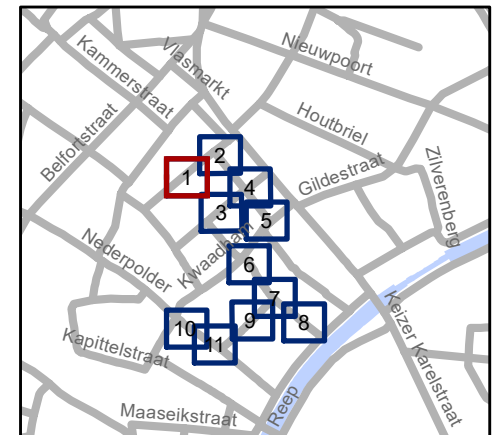 Vlasmarkt
Nieuwpoort
Kammerstraat
Houtbriel
Belfortstraat
2
Zilverenberg
1
Gildestraat
4
3
5
Kwaadham
Nederpolder
6
7
Keizer Karelstraat
9
8
10
11
Kapittelstraat
Reep
Maaseikstraat